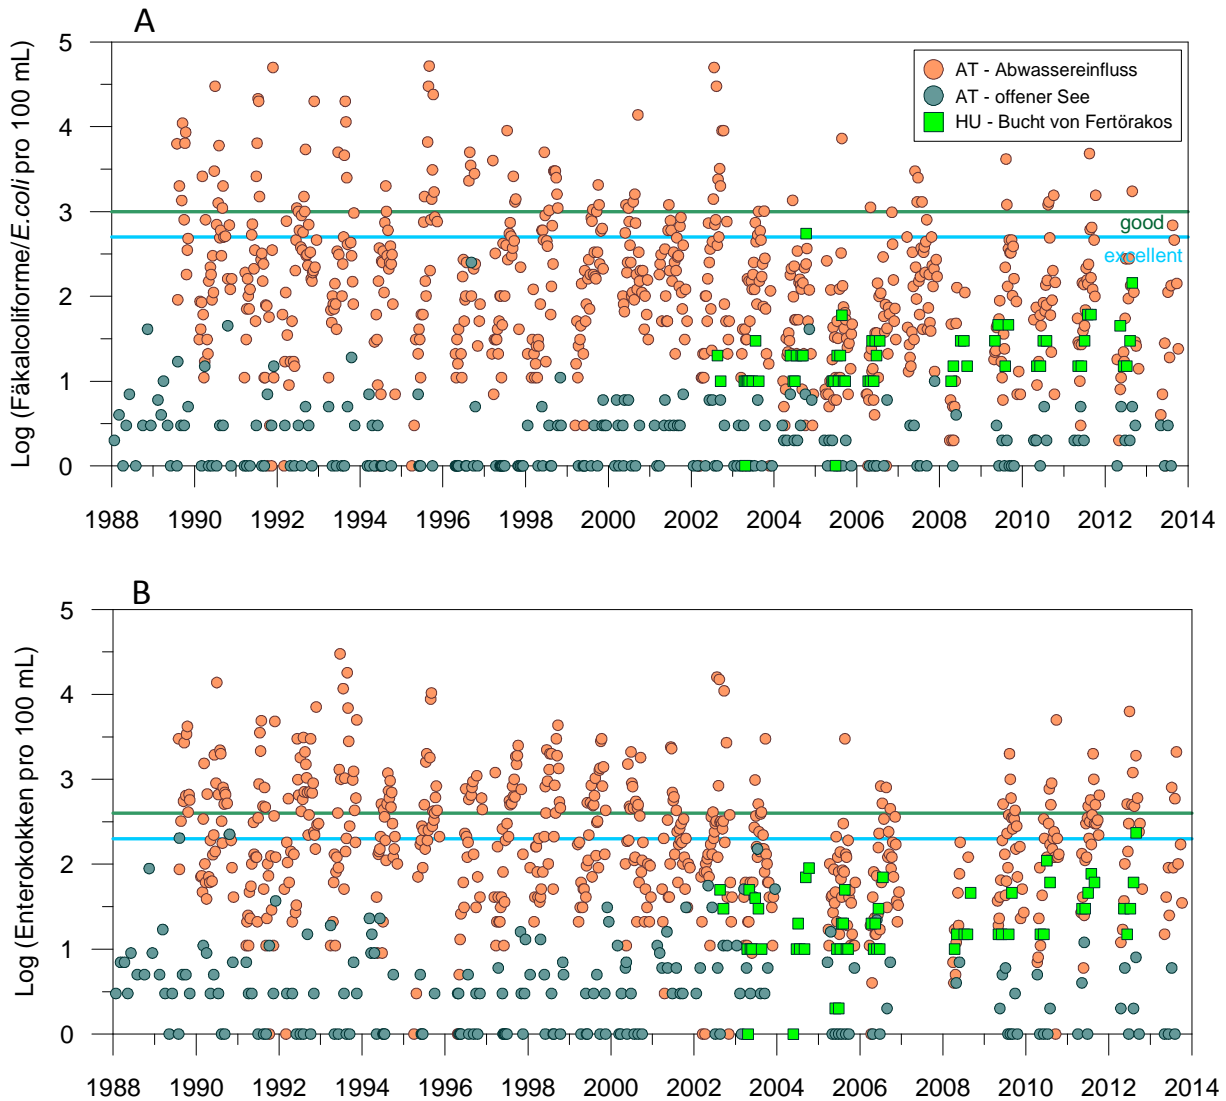 A
Log (Fäkalcoliforme/E.coli pro 100 mL)
5
4
3
2
1
0
AT - Abwassereinfluss
AT - offener See
HU - Bucht von Fertörakos
good
excellent
1988 1990 1992 1994 1996 1998 2000 2002 2004 2006 2008 2010 2012 2014
B
Log (Enterokokken pro 100 mL)
5
4
3
2
1
0
1988 1990 1992 1994 1996 1998 2000 2002 2004 2006 2008 2010 2012 2014